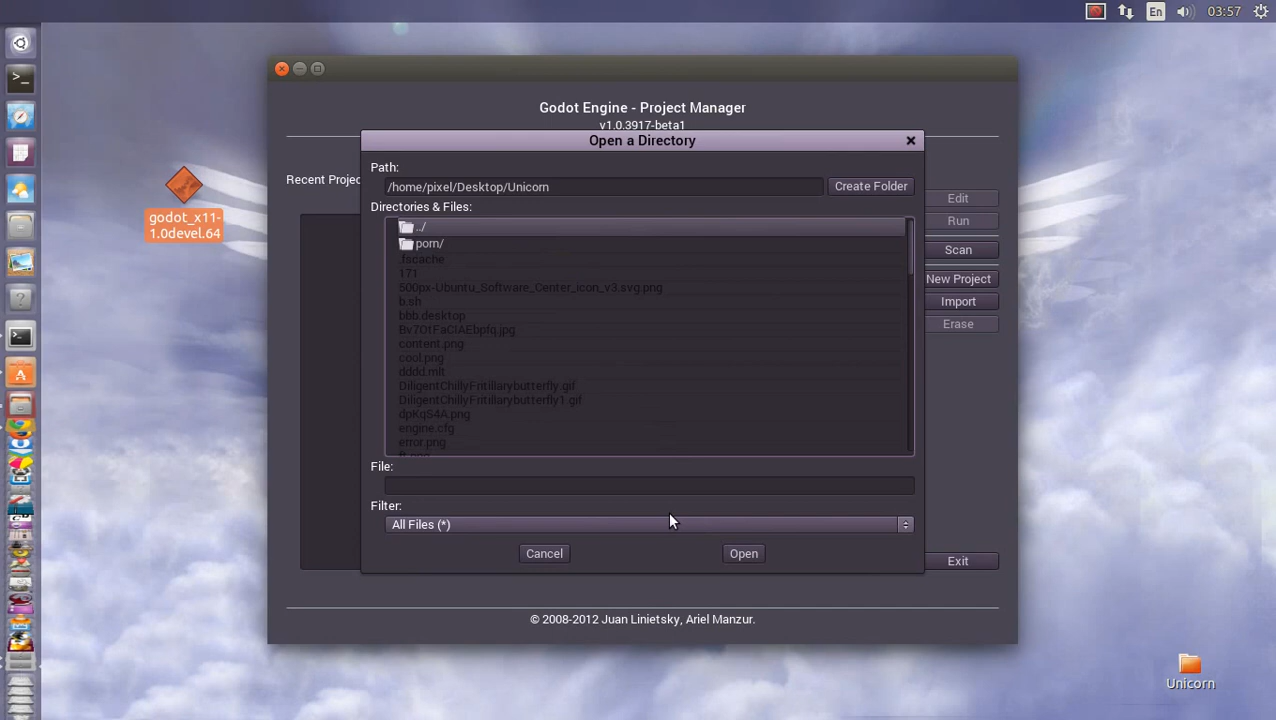 En
03:57
Godot Engine - Project Manager
v1.0.3917-beta1
Open a Directory
Path:
/home/pixel/Desktop/Unicorn
Create Folder
Recent Projec
Edit
Directories & Files:
Run
../
porn/
Scan
.fscache
171
New Project
500px-Ubuntu_Software_Center_icon_v3.svg.png
b.sh
Import
bbb.desktop
Erase
Bv7OtFaCIAEbpfq.jpg
content.png
cool.png
dddd.mlt
DiligentChillyFritillarybutterfly.gif
DiligentChillyFritillarybutterfly1.gif
dpKqS4A.png
engine.cfg
error.png
File:
Filter:
All Files (*)
Cancel
Open
Exit
© 2008-2012 Juan Linietsky, Ariel Manzur.
godot_x11-
1.0devel.64
Unicorn